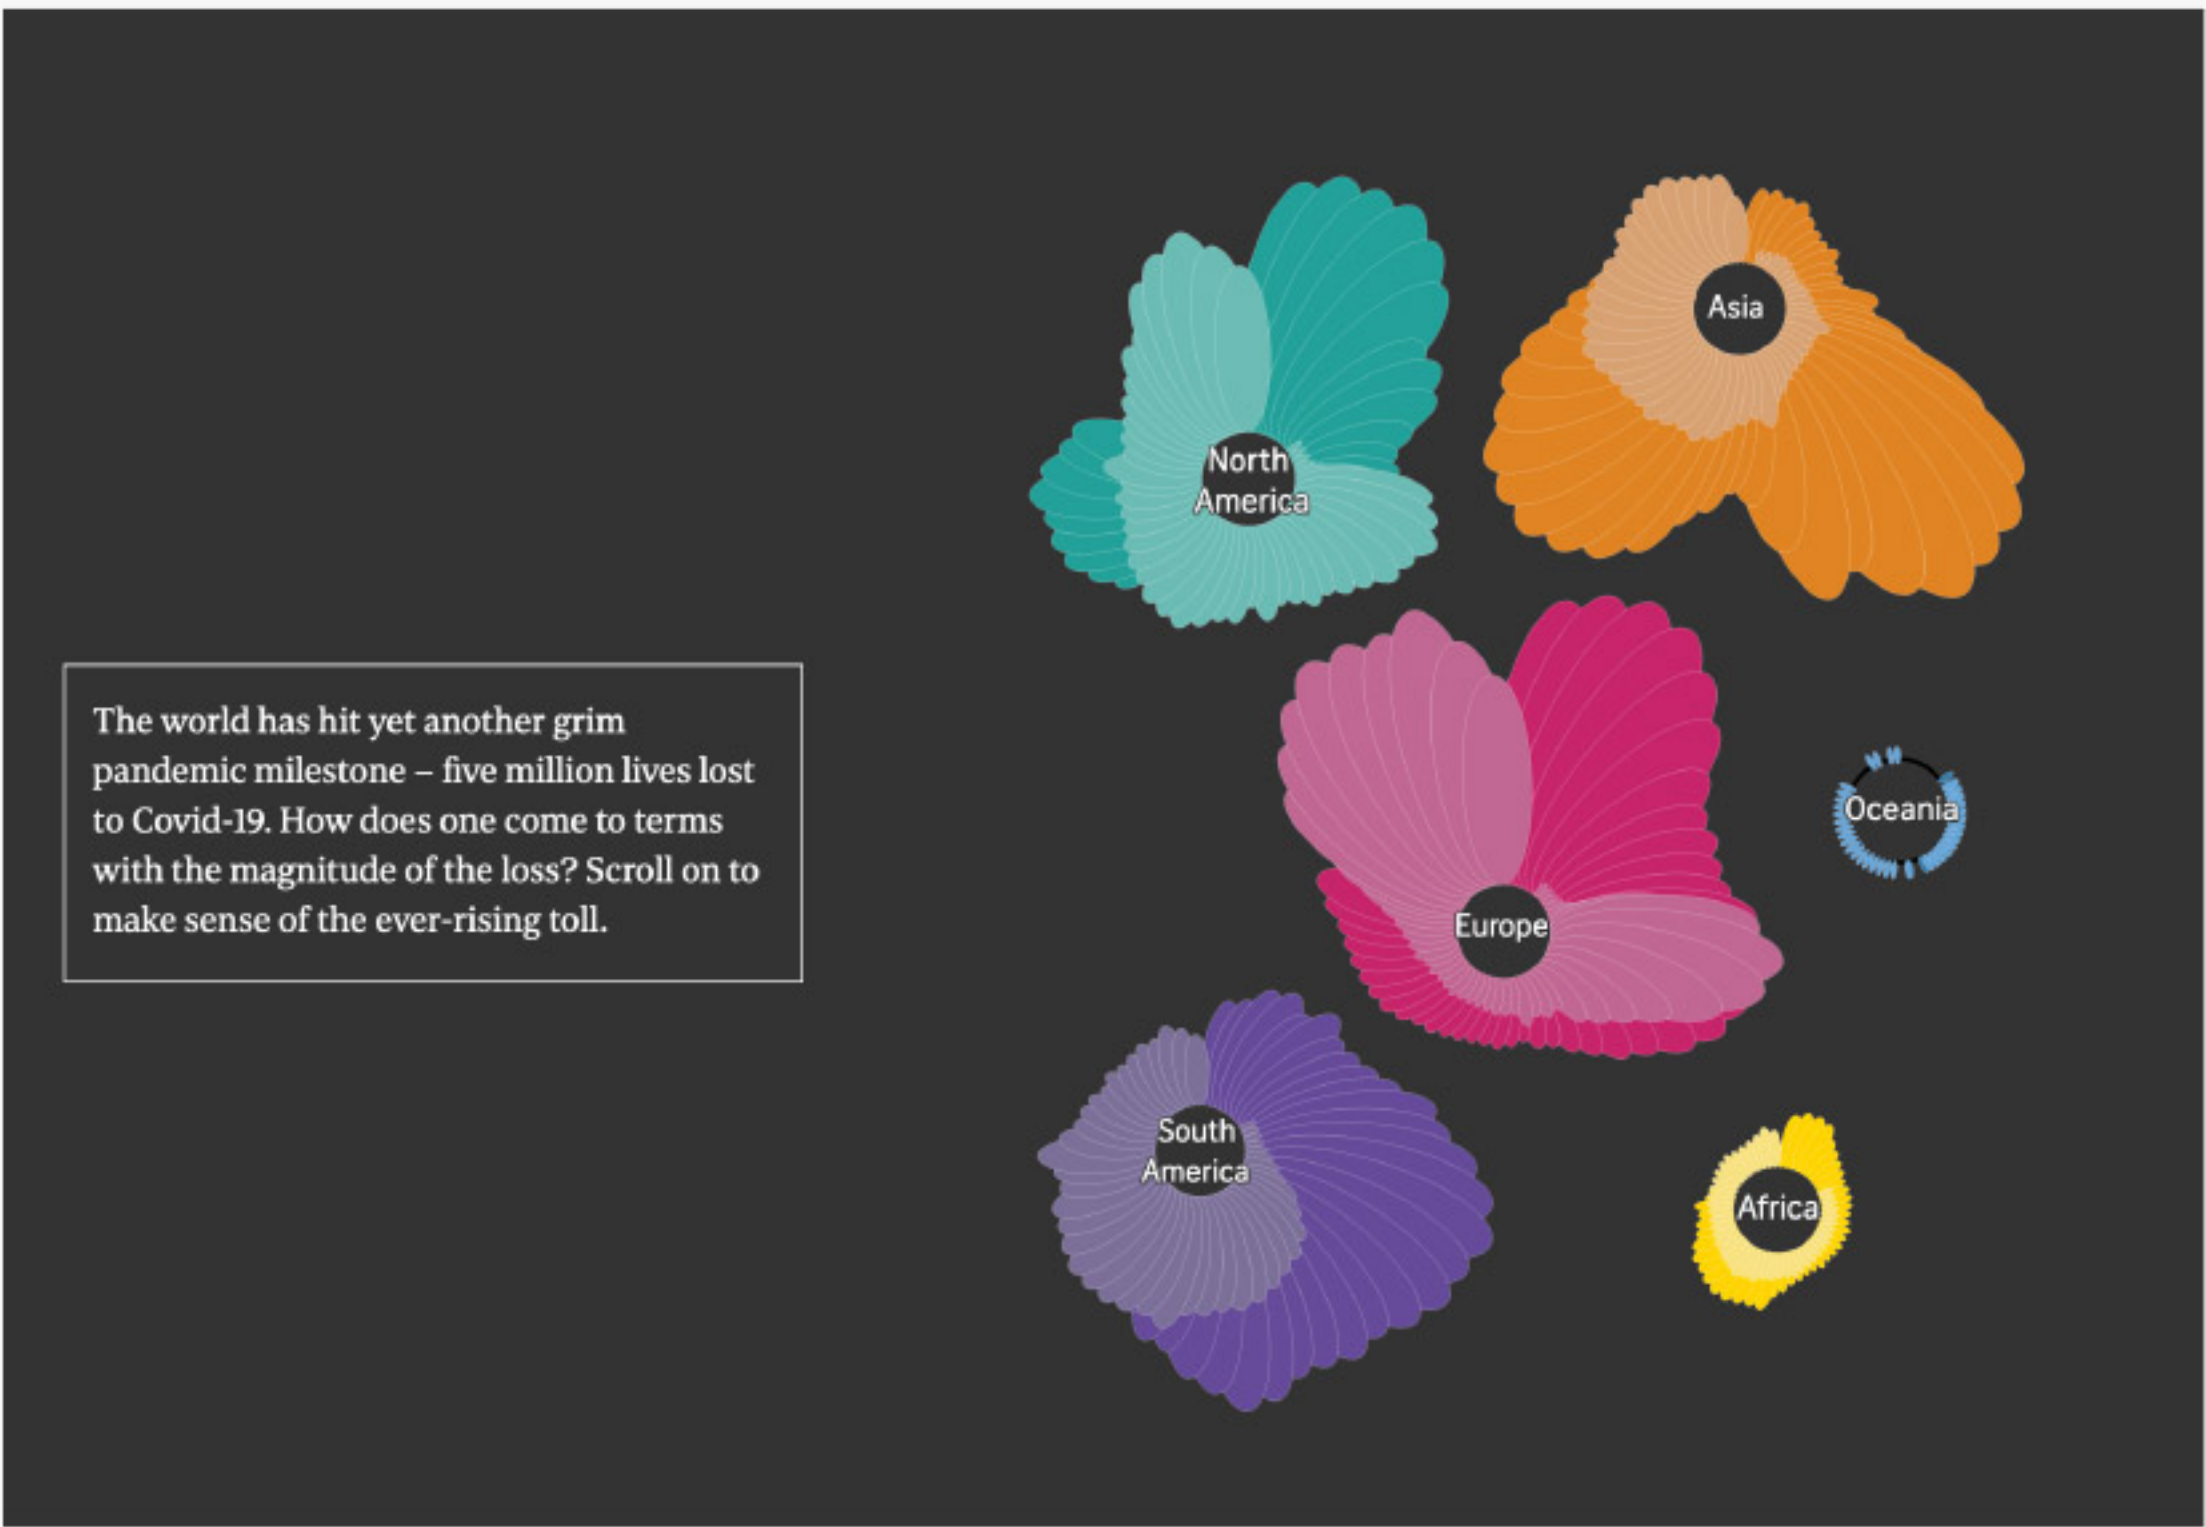 The world has hit yet another grim
pandemic milestone – five million lives lost
to Covid-19. How does one come to terms
with the magnitude of the loss? Scroll on to
make sense of the ever-rising toll.
North
America
Asia
Europe
Oceania
South
America
Africa